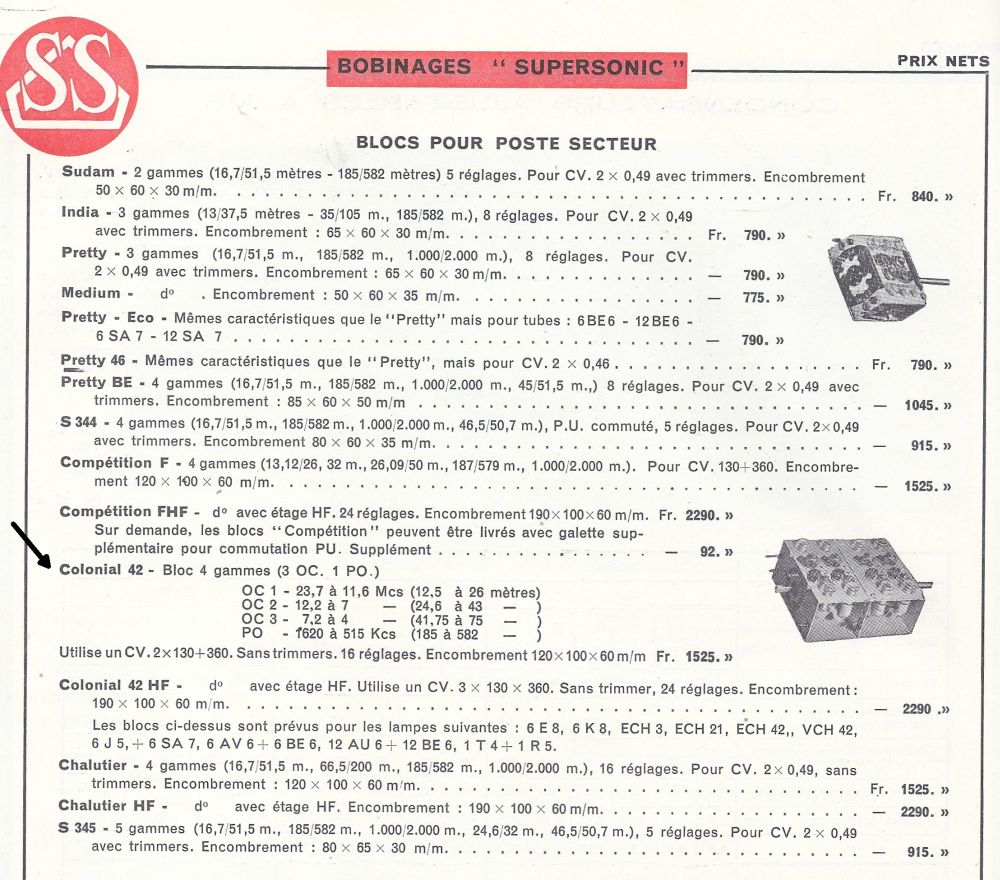 SS
BOBINAGES “ SUPERSONIC ”
PRIX NETS
BLOCS POUR POSTE SECTEUR
Sudam - 2 gammes (16,7/51,5 mètres - 185/582 mètres) 5 réglages. Pour CV. 2 × 0,49 avec trimmers. Encombrement
50 × 60 × 30 m/m. . . . . . . . . . . . . . . . . . . . Fr. 840. »
India - 3 gammes (13/37,5 mètres - 35/105 m., 185/582 m.), 8 réglages. Pour CV. 2 × 0,49
avec trimmers. Encombrement : 65 × 60 × 30 m/m. . . . . . . . . . . Fr. 790. »
Pretty - 3 gammes (16,7/51,5 m., 185/582 m., 1.000/2.000 m.), 8 réglages. Pour CV.
2 × 0,49 avec trimmers. Encombrement : 65 × 60 × 30 m/m. . . . . . . . . . — 790. »
Medium - d° . Encombrement : 50 × 60 × 35 m/m. . . . . . . . . . . — 775. »
Pretty - Eco - Mêmes caractéristiques que le “Pretty” mais pour tubes : 6BE6 - 12BE6 -
6 SA 7 - 12 SA 7 . . . . . . . . . . . . . . . . . . — 790. »
Pretty 46 - Mêmes caractéristiques que le “Pretty”, mais pour CV. 2 × 0,46 . . . . . . . . . . Fr. 790. »
Pretty BE - 4 gammes (16,7/51,5 m., 185/582 m., 1.000/2.000 m., 45/51,5 m.,) 8 réglages. Pour CV. 2 × 0,49 avec
trimmers. Encombrement : 85 × 60 × 50 m/m . . . . . . . . . . . . . . — 1045. »
S 344 - 4 gammes (16,7/51,5 m., 185/582 m., 1.000/2.000 m., 46,5/50,7 m.), P.U. commuté, 5 réglages. Pour CV. 2×0,49
avec trimmers. Encombrement 80 × 60 × 35 m/m. . . . . . . . . . . . . . — 915. »
Compétition F - 4 gammes (13,12/26, 32 m., 26,09/50 m., 187/579 m., 1.000/2.000 m.). Pour CV. 130+360. Encombre-
ment 120 × 100 × 60 m/m. . . . . . . . . . . . . . . . . . . — 1525. »
Compétition FHF - d° avec étage HF. 24 réglages. Encombrement 190×100×60 m/m. Fr. 2290. »
Sur demande, les blocs “Compétition” peuvent être livrés avec galette sup-
plémentaire pour commutation PU. Supplément . . . . . . . . . . . . — 92. »
Colonial 42 - Bloc 4 gammes (3 OC. 1 PO.)
OC 1 - 23,7 à 11,6 Mcs (12,5 à 26 mètres)
OC 2 - 12,2 à 7 — (24,6 à 43 — )
OC 3 - 7,2 à 4 — (41,75 à 75 — )
PO - 1620 à 515 Kcs (185 à 582 — )
Utilise un CV. 2×130+360. Sans trimmers. 16 réglages. Encombrement 120×100×60 m/m Fr. 1525. »
Colonial 42 HF - d° avec étage HF. Utilise un CV. 3 × 130 × 360. Sans trimmer, 24 réglages. Encombrement :
190 × 100 × 60 m/m. . . . . . . . . . . . . . . . . . . . — 2290 .»
Les blocs ci-dessus sont prévus pour les lampes suivantes : 6 E 8, 6 K 8, ECH 3, ECH 21, ECH 42,, VCH 42,
6 J 5, + 6 SA 7, 6 AV 6 + 6 BE 6, 12 AU 6 + 12 BE 6, 1 T 4 + 1 R 5.
Chalutier - 4 gammes (16,7/51,5 m., 66,5/200 m., 185/582 m., 1.000/2.000 m.), 16 réglages. Pour CV. 2 × 0,49, sans
trimmers. Encombrement : 120 × 100 × 60 m/m. . . . . . . . . . . . . . Fr. 1525. »
Chalutier HF - d° avec étage HF. Encombrement : 190 × 100 × 60 m/m. . . . . . . . . . — 2290. »
S 345 - 5 gammes (16,7/51,5 m., 185/582 m., 1.000/2.000 m., 24,6/32 m., 46,5/50,7 m.), 5 réglages. Pour CV. 2 × 0,49
avec trimmers. Encombrement : 80 × 65 × 30 m/m. . . . . . . . . . . . . — 915. »